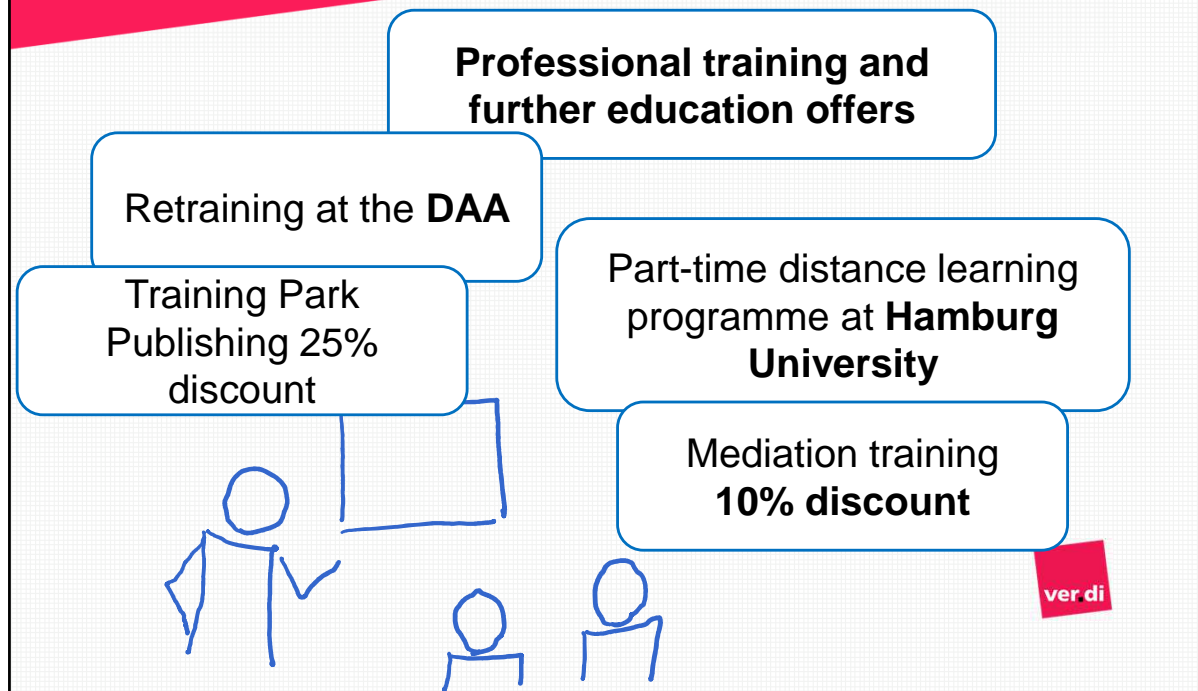 Professional training and
further education offers
Retraining at the DAA
Training Park
Publishing 25%
discount
Part-time distance learning
programme at Hamburg
University
Mediation training
10% discount
ver.di